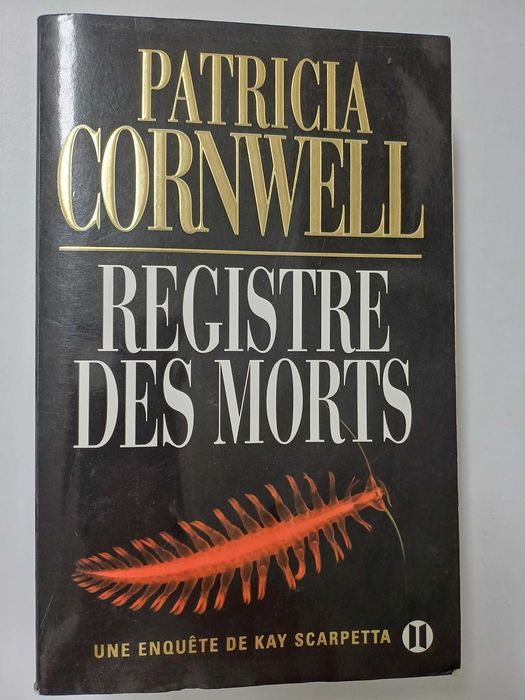 PATRICIA
CORNWELL
REGISTRE
DES MORTS
UNE ENQUÊTE DE KAY SCARPETTA